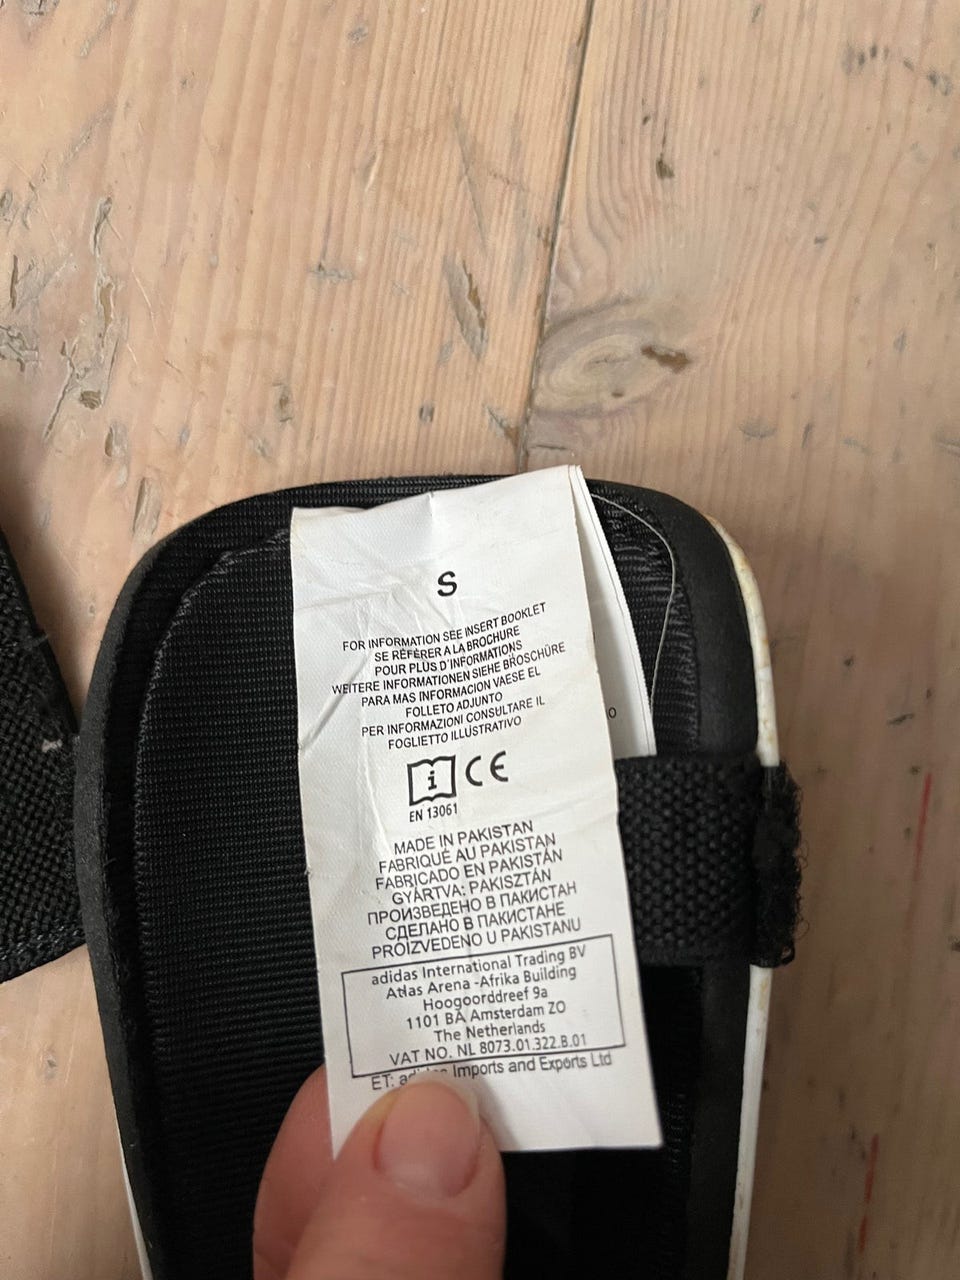 S
FOR INFORMATION SEE INSERT BOOKLET
SE RÉFÉRER A LA BROCHURE
POUR PLUS D'INFORMATIONS
WEITERE INFORMATIONEN SIEHE BROSCHÜRE
PARA MAS INFORMACION VAESE EL
FOLLETO ADJUNTO
PER INFORMAZIONI CONSULTARE IL
FOGLIETTO ILLUSTRATIVO
i CE
EN 13061
MADE IN PAKISTAN
FABRIQUÉ AU PAKISTAN
FABRICADO EN PAKISTÁN
GYÁRTVA: PAKISZTÁN
ПРОИЗВЕДЕНО В ПАКИСТАН
СДЕЛАНО В ПАКИСТАНЕ
PROIZVEDENO U PAKISTANU
adidas International Trading BV
Atlas Arena -Afrika Building
Hoogoorddreef 9a
1101 BA Amsterdam ZO
The Netherlands
VAT NO. NL 8073.01.322.B.01
ET: Imports and Exports Ltd
O